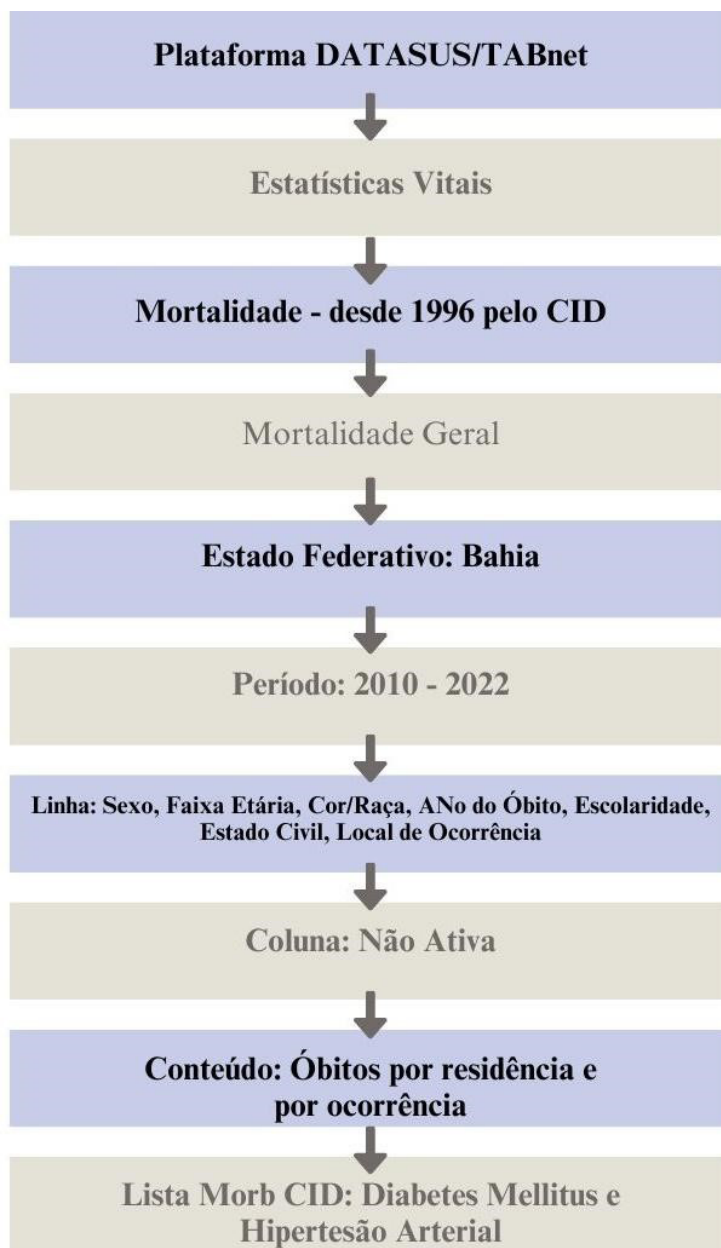 Plataforma DATASUS/TABnet
Estatísticas Vitais
Mortalidade - desde 1996 pelo CID
Mortalidade Geral
Estado Federativo: Bahia
Período: 2010 - 2022
Linha: Sexo, Faixa Etária, Cor/Raça, ANo do Óbito, Escolaridade,
Estado Civil, Local de Ocorrência
Coluna: Não Ativa
Conteúdo: Óbitos por residência e
por ocorrência
Lista Morb CID: Diabetes Mellitus e
Hipertesão Arterial